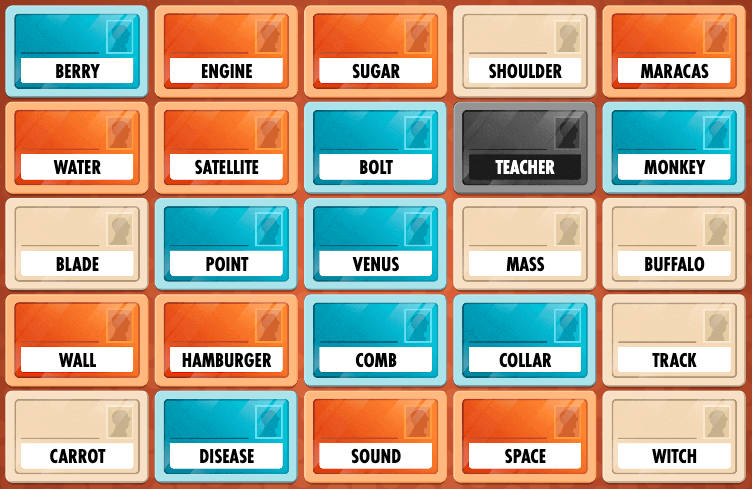 BERRY
ENGINE
SUGAR
SHOULDER
MARACAS
WATER
SATELLITE
BOLT
TEACHER
MONKEY
BLADE
POINT
VENUS
MASS
BUFFALO
WALL
HAMBURGER
COMB
COLLAR
TRACK
CARROT
DISEASE
SOUND
SPACE
WITCH